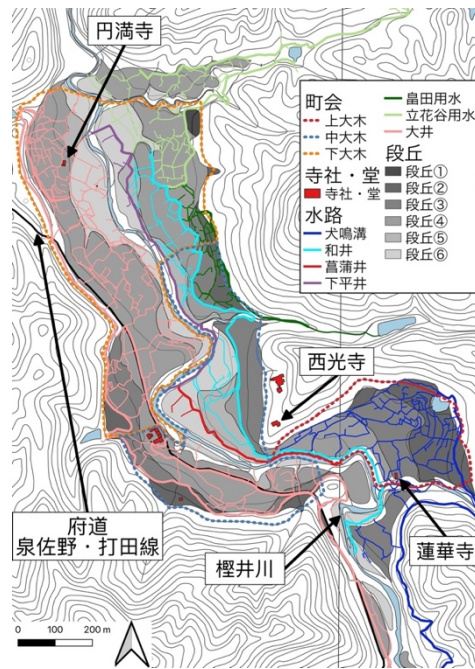 円満寺
町会
上大木
中大木
下大木
寺社・堂
寺社・堂
水路
犬鳴溝
和井
菖蒲井
下平井
畠田用水
立花谷用水
大井
段丘
段丘①
段丘②
段丘③
段丘④
段丘⑤
段丘⑥
西光寺
府道
泉佐野・打田線
樫井川
蓮華寺
0 100 200 m